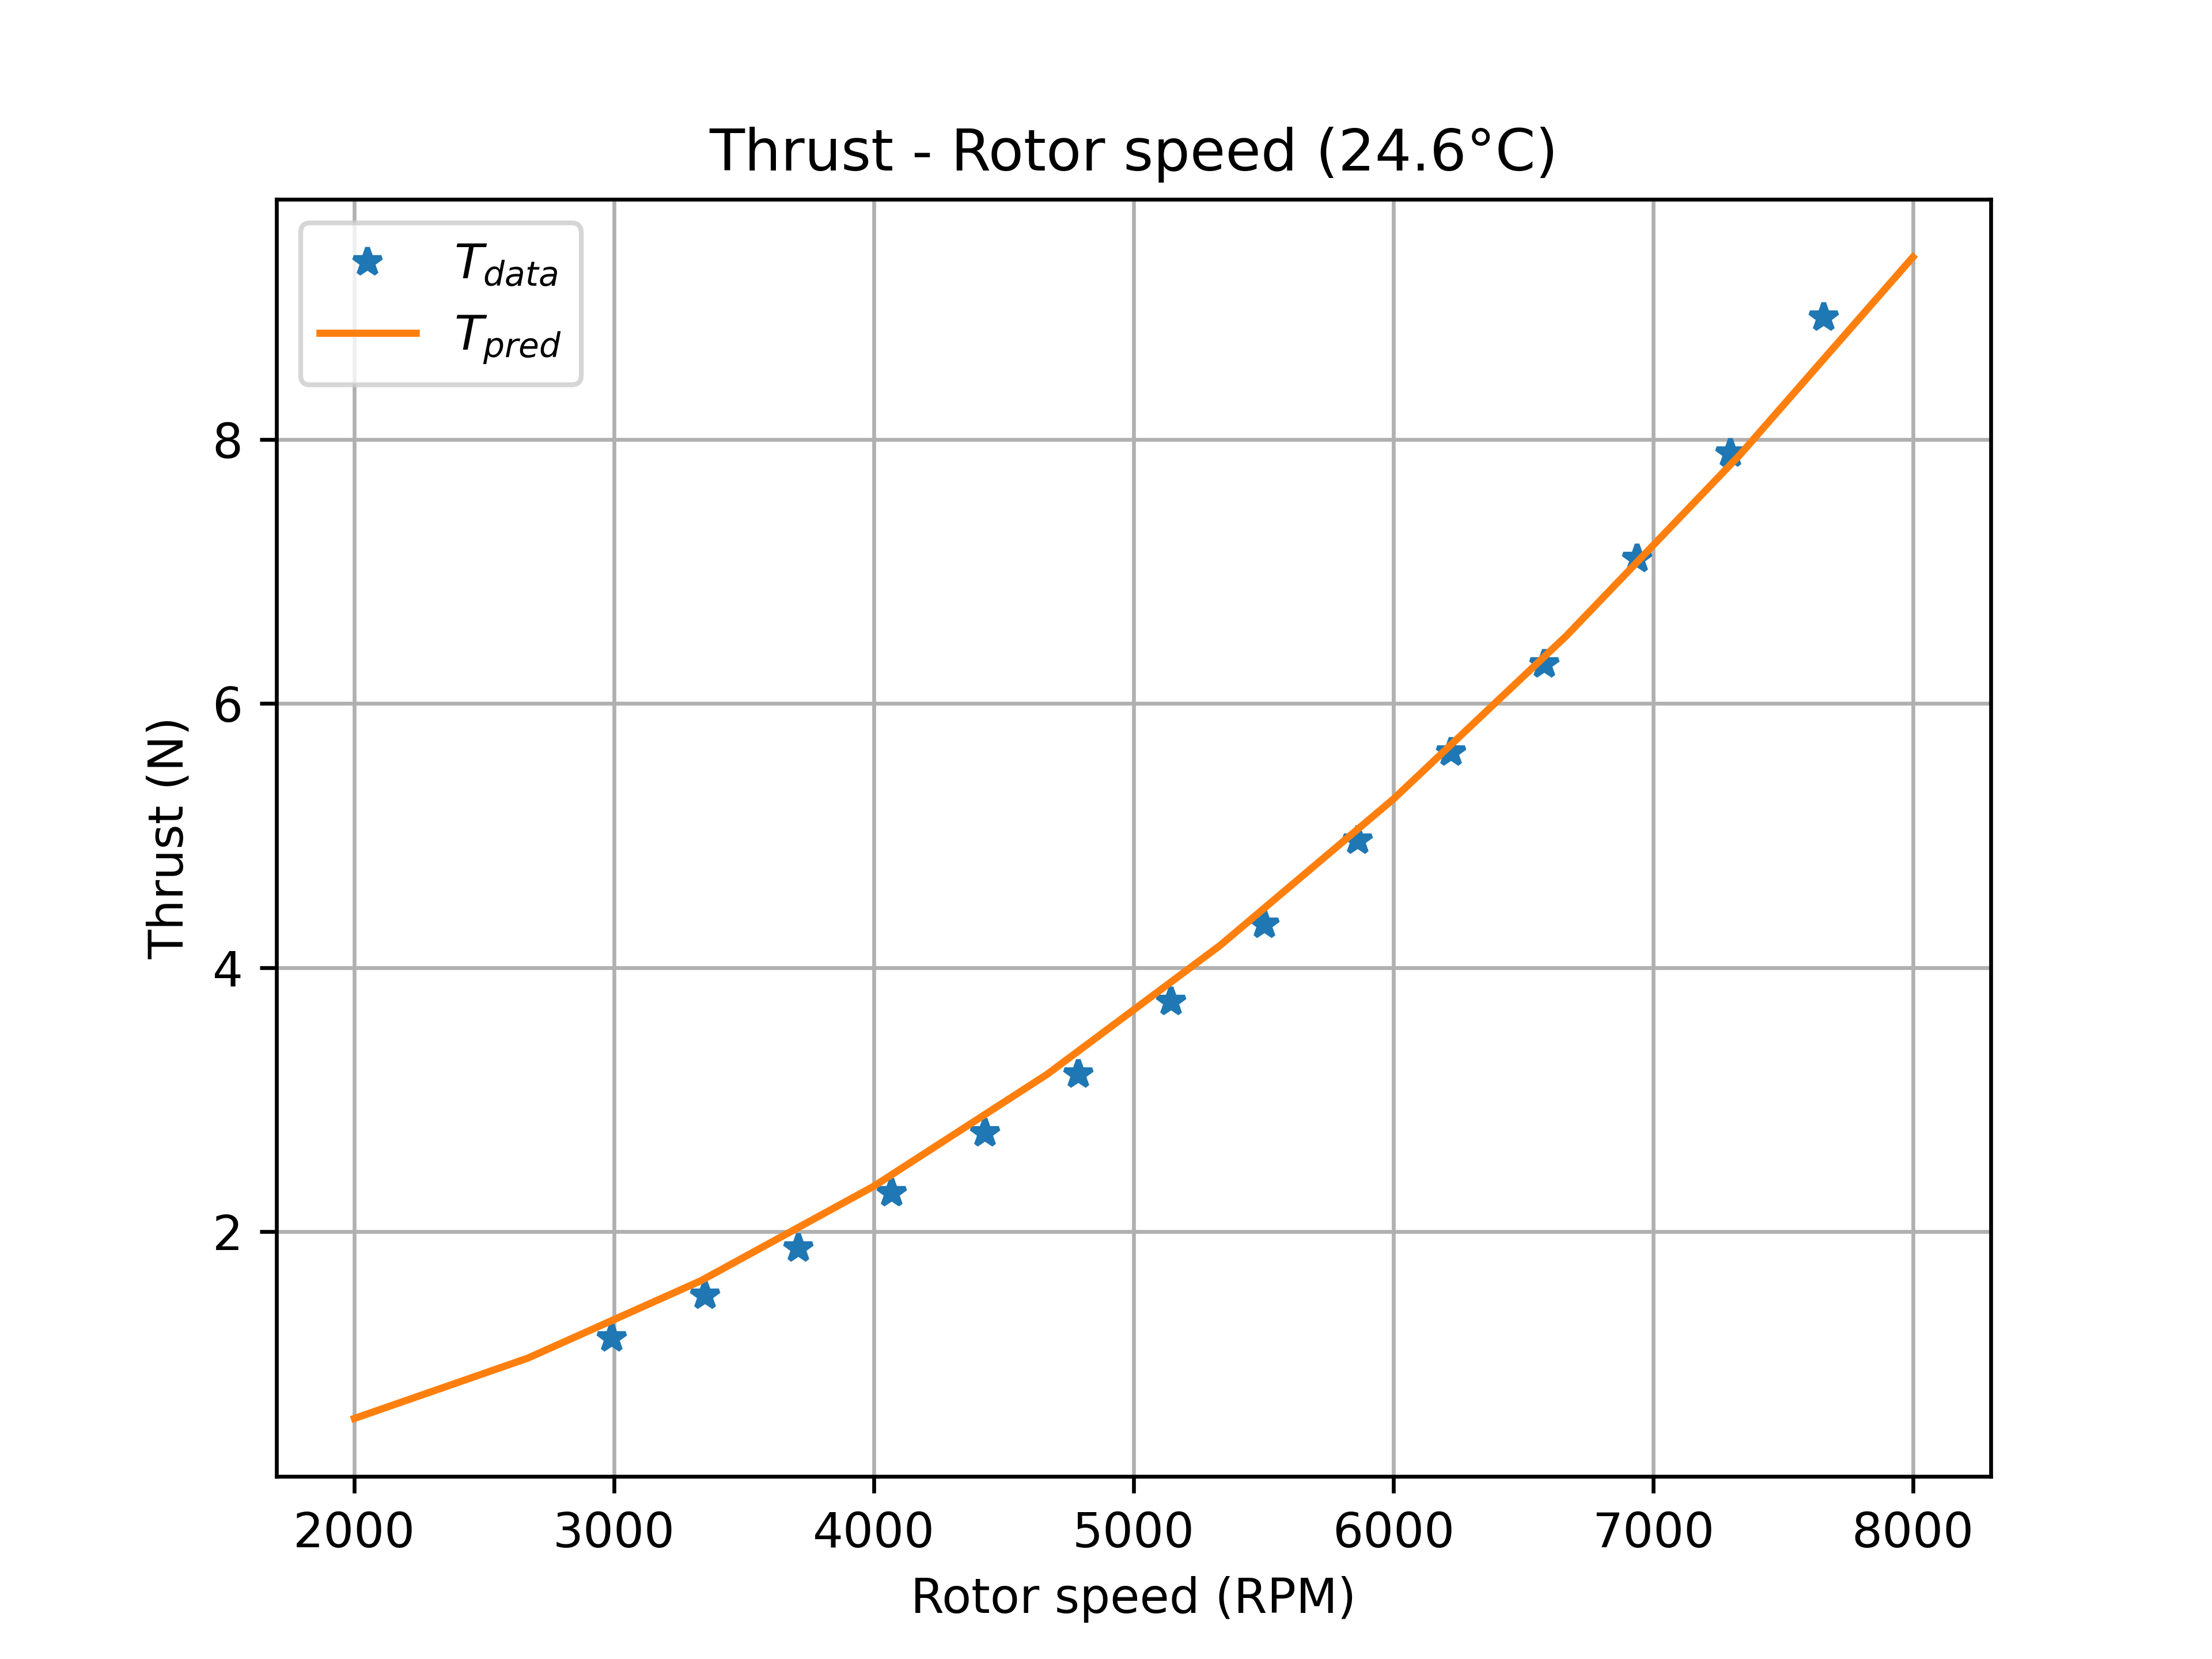 Thrust - Rotor speed (24.6°C)
T_data
T_pred
8
6
4
2
Thrust (N)
2000 3000 4000 5000 6000 7000 8000
Rotor speed (RPM)